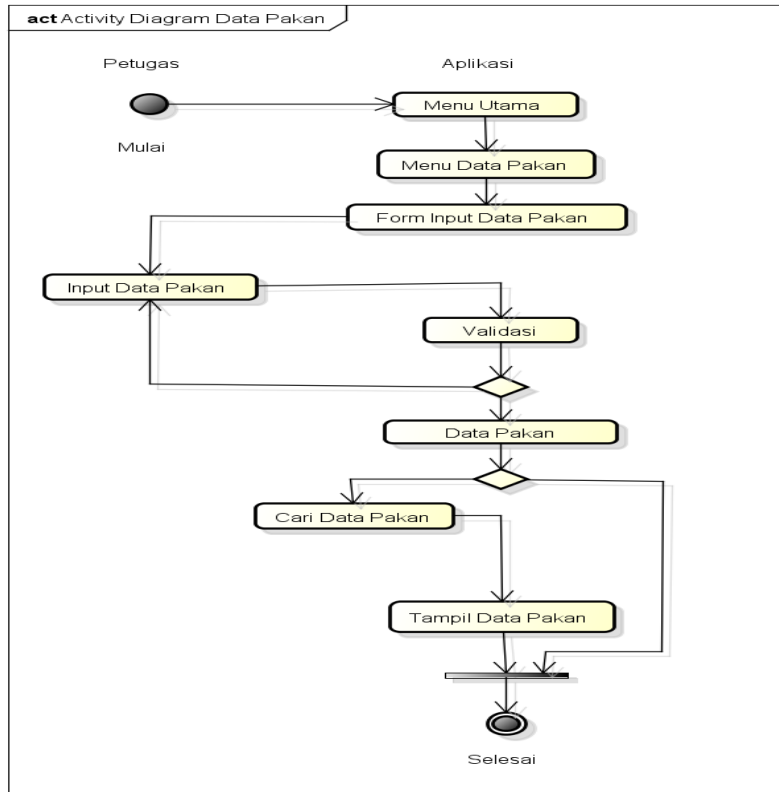 act Activity Diagram Data Pakan
Petugas
Aplikasi
Menu Utama
Mulai
Menu Data Pakan
Form Input Data Pakan
Input Data Pakan
Validasi
Data Pakan
Cari Data Pakan
Tampil Data Pakan
Selesai